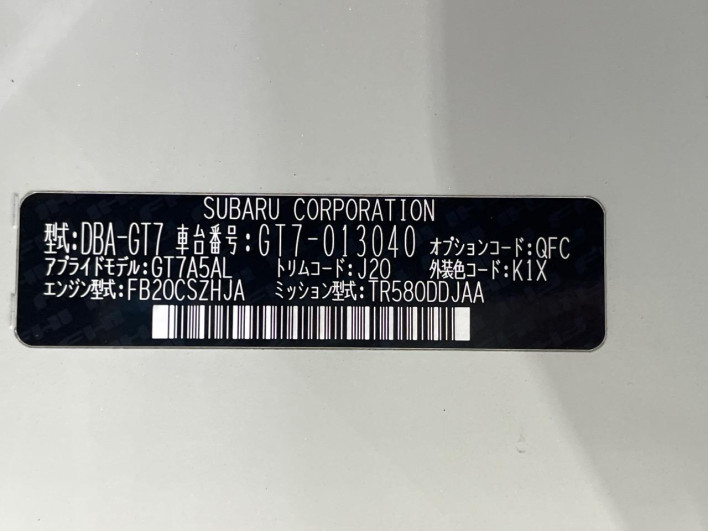 SUBARU CORPORATION
型式:DBA-GT7 車台番号:GT7-013040 オプションコード:QFC
アプライドモデル:GT7A5AL トリムコード:J20 外装色コード:K1X
エンジン型式:FB20CSZHJA ミッション型式:TR580DDJAA